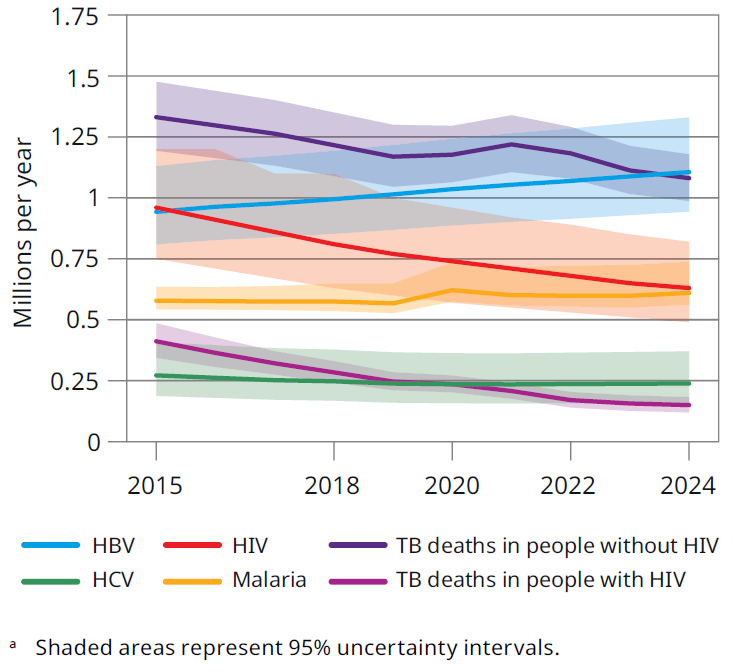 1.75
1.5
1.25
1
0.75
0.5
0.25
0
Millions per year
2015 2018 2020 2022 2024
HBV HIV TB deaths in people without HIV
HCV Malaria TB deaths in people with HIV
a Shaded areas represent 95% uncertainty intervals.